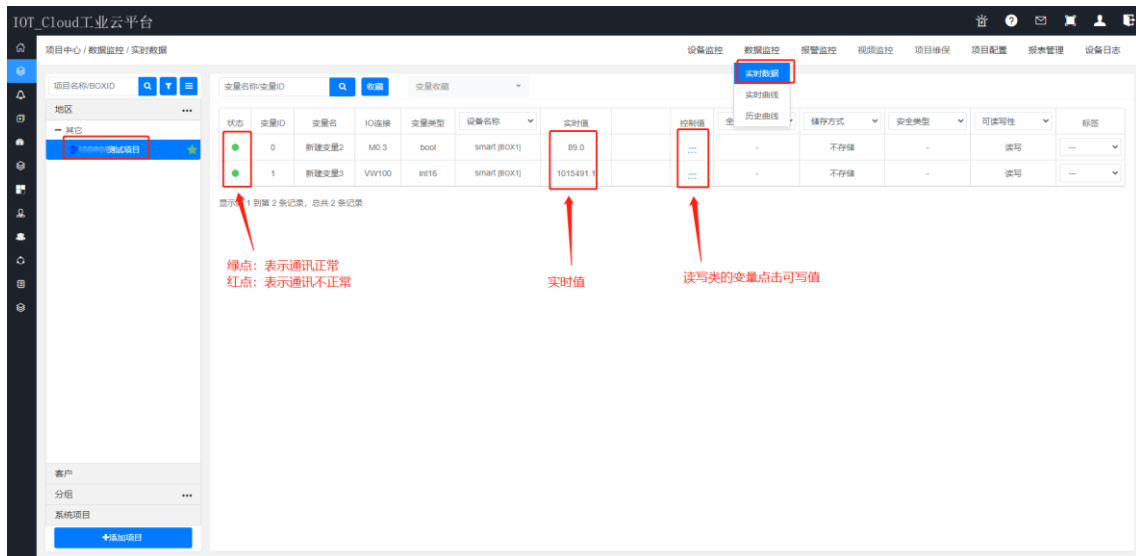 IOT_Cloud工业云平台
项目中心 / 数据监控 / 实时数据
设备监控 数据监控 报警监控 视频监控 项目维保 项目配置 报表管理 设备日志
实时数据
实时曲线
历史曲线
项目名称/BOXID
变量名称/变量ID 收藏 变量收藏
地区
其它
测试项目
状态 变量ID 变量名 IO连接 变量类型 设备名称 实时值 控制值 全 储存方式 安全类型 可读写性 标签
0 新建变量2 M0.3 bool smart [BOX1] 89.0 --- - 不存储 - 读写 ---
1 新建变量3 VW100 int16 smart [BOX1] 1015491.1 --- - 不存储 - 读写 ---
显示第 1 到第 2 条记录，总共 2 条记录
绿点：表示通讯正常
红点：表示通讯不正常
实时值
读写类的变量点击可写值
客户
分组
系统项目
+添加项目